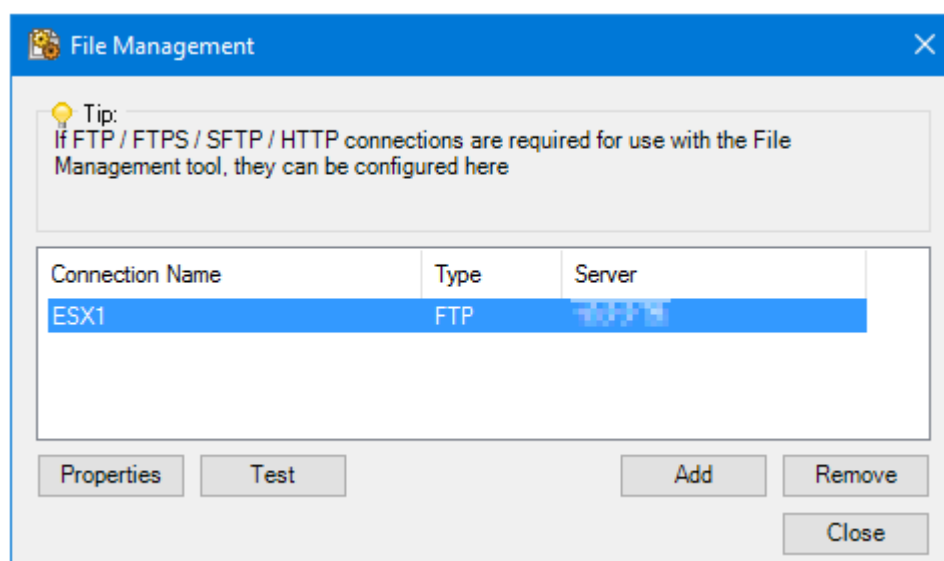 File Management
Tip:
If FTP / FTPS / SFTP / HTTP connections are required for use with the File
Management tool, they can be configured here
Connection Name Type Server
ESX1 FTP
Properties Test Add Remove
Close